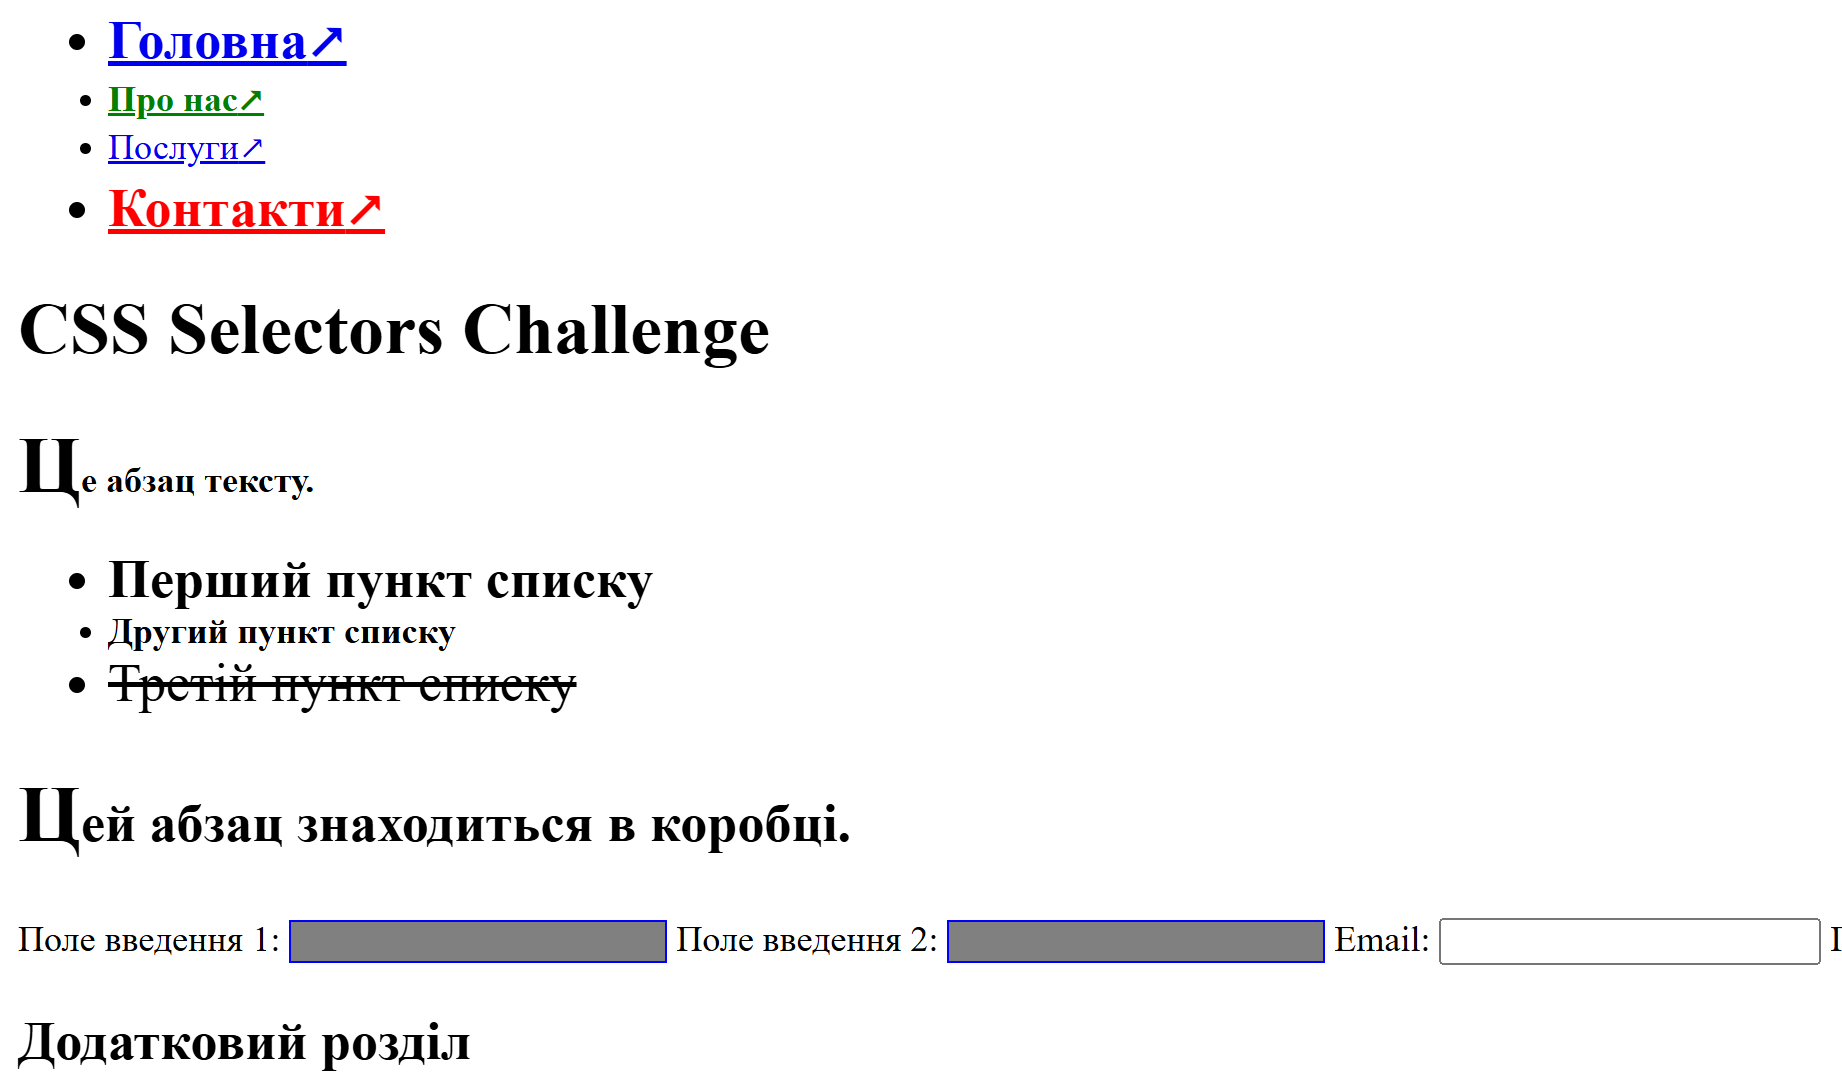 Головна↗
Про нас↗
Послуги↗
Контакти↗
CSS Selectors Challenge
Це абзац тексту.
Перший пункт списку
Другий пункт списку
Третій пункт списку
Цей абзац знаходиться в коробці.
Поле введення 1: Поле введення 2: Email:
Додатковий розділ